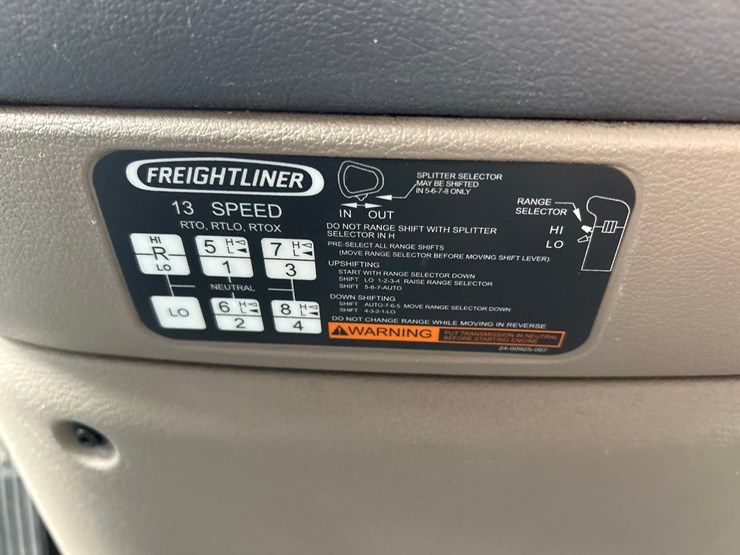 FREIGHTLINER
13 SPEED
RTO, RTLO, RTOX
HI
R
LO
5 H L
1
7 H L
3
NEUTRAL
LO
6 H L
2
8 H L
4
SPLITTER SELECTOR
MAY BE SHIFTED
IN 5-6-7-8 ONLY
IN OUT
RANGE
SELECTOR
HI
LO
DO NOT RANGE SHIFT WITH SPLITTER
SELECTOR IN H
PRE-SELECT ALL RANGE SHIFTS
(MOVE RANGE SELECTOR BEFORE MOVING SHIFT LEVER)
UPSHIFTING
START WITH RANGE SELECTOR DOWN
SHIFT LO 1-2-3-4 RAISE RANGE SELECTOR
SHIFT 5-6-7-AUTO
DOWN SHIFTING
SHIFT AUTO-7-6-5 MOVE RANGE SELECTOR DOWN
SHIFT 4-3-2-1-LO
DO NOT CHANGE RANGE WHILE MOVING IN REVERSE
WARNING
PUT TRANSMISSION IN NEUTRAL
BEFORE STARTING ENGINE
24-00925-007